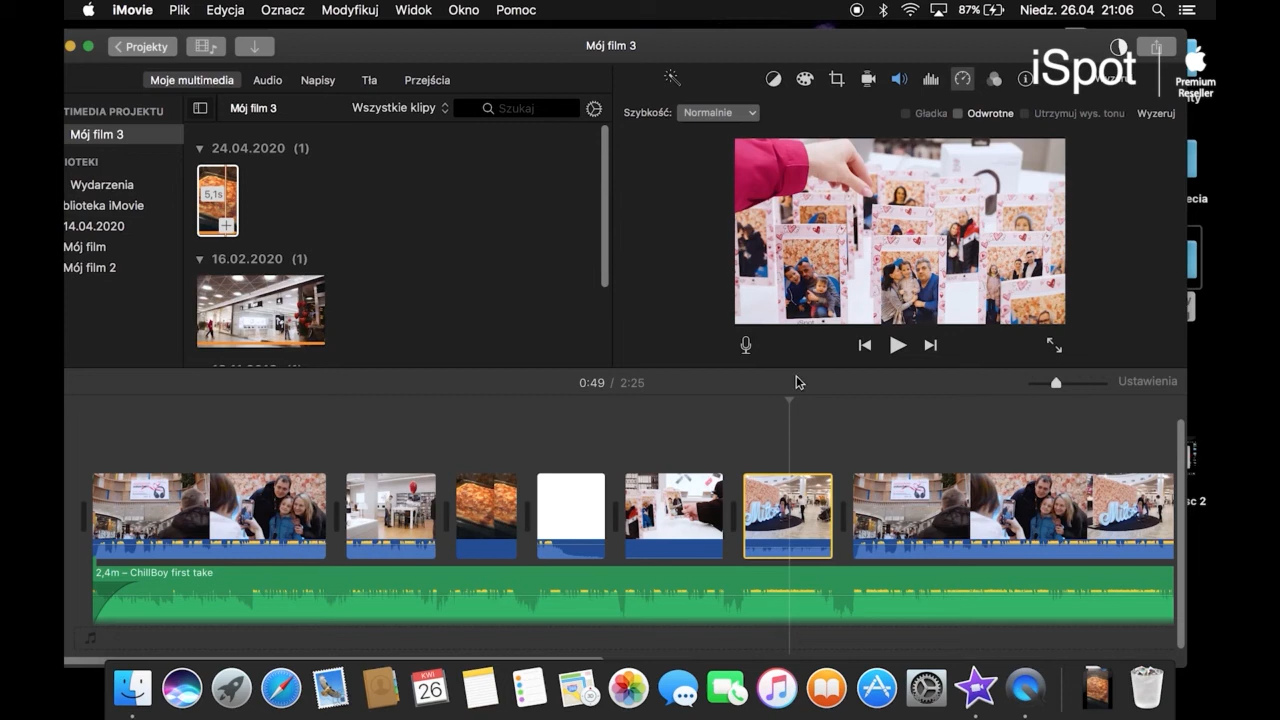 iMovie Plik Edycja Oznacz Modyfikuj Widok Okno Pomoc 87% Niedz. 26.04 21:06
Projekty Mój film 3
iSpot
Premium
Reseller
Moje multimedia Audio Napisy Tła Przejścia
TIMEDIA PROJEKTU Mój film 3 Wszystkie klipy Szukaj
Szybkość: Normalnie Gładka Odwrotne Utrzymuj wys. tonu Wyzeruj
Mój film 3
24.04.2020 (1)
IOTEKI
Wydarzenia
5,1s
blioteka iMovie
14.04.2020
Mój film
16.02.2020 (1)
Mój film 2
ecia
0:49 / 2:25 Ustawienia
sc 2
2,4m – ChillBoy first take
KWI
26